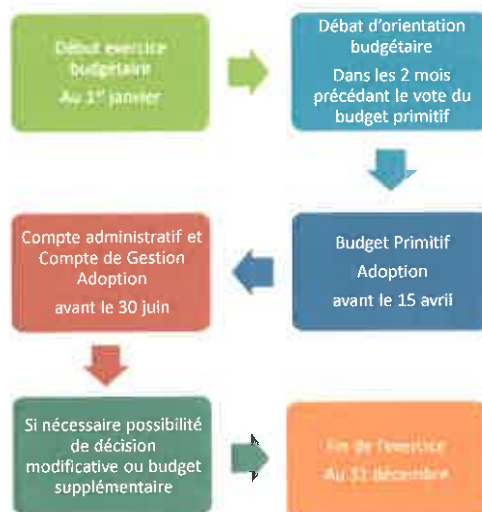 Début exercice
budgétaire
Au 1er janvier
Débat d'orientation
budgétaire
Dans les 2 mois
précédant le vote du
budget primitif
Budget Primitif
Adoption
avant le 15 avril
Compte administratif et
Compte de Gestion
Adoption
avant le 30 juin
Si nécessaire possibilité
de décision
modificative ou budget
supplémentaire
Fin de l'exercice
Au 31 décembre